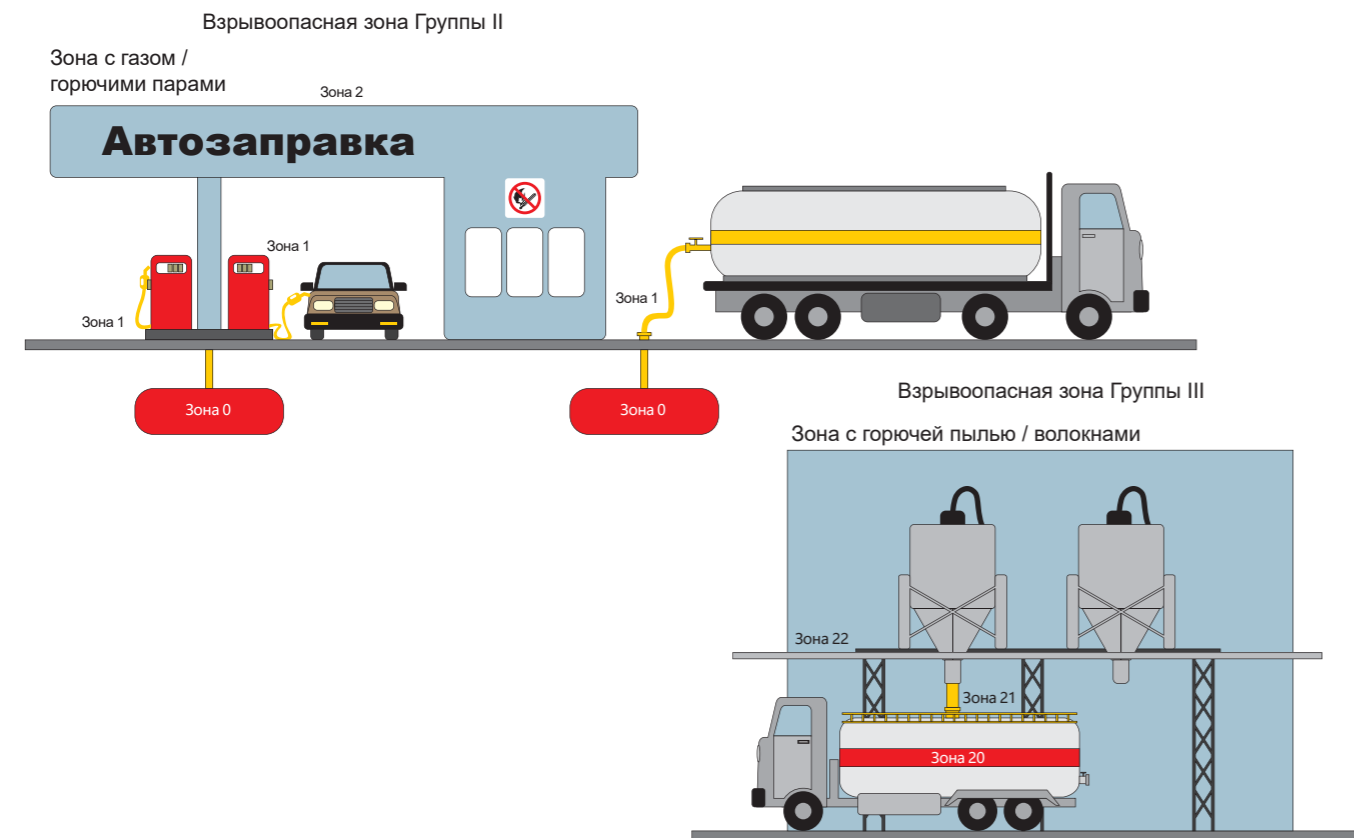 Взрывоопасная зона Группы II
Зона с газом /
горючими парами
Зона 2
Автозаправка
Зона 1
Зона 1
Зона 1
Зона 0
Зона 0
Взрывоопасная зона Группы III
Зона с горючей пылью / волокнами
Зона 22
Зона 21
Зона 20